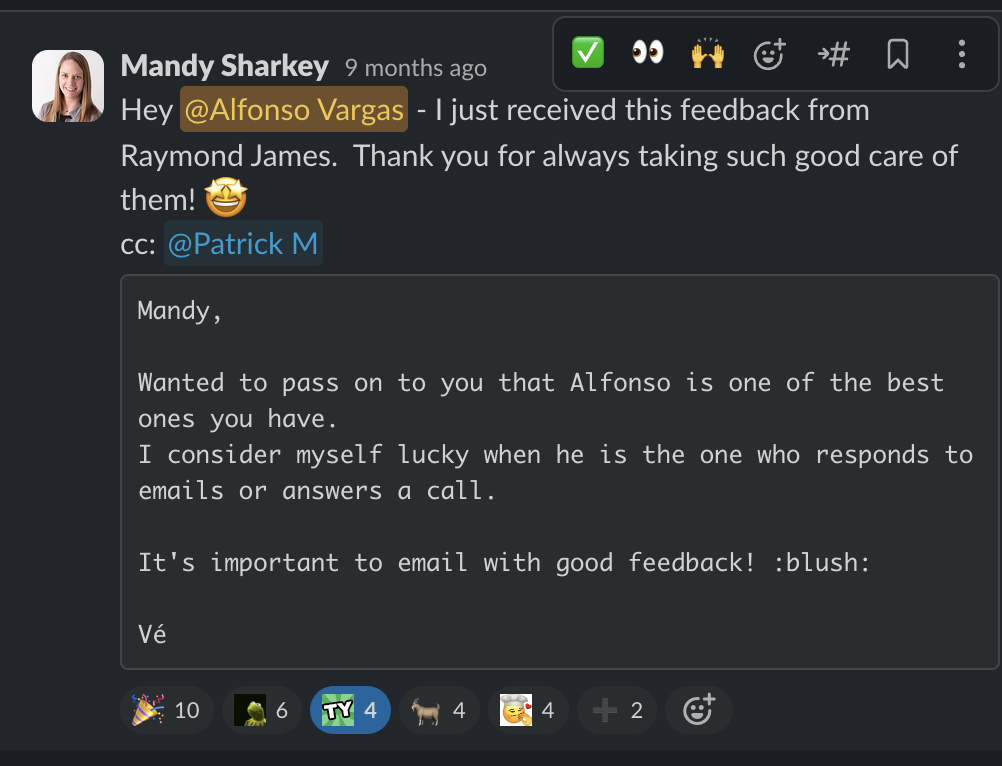 Mandy Sharkey 9 months ago
Hey @Alfonso Vargas - I just received this feedback from
Raymond James.  Thank you for always taking such good care of
them! 🤩
cc: @Patrick M
Mandy,
Wanted to pass on to you that Alfonso is one of the best
ones you have.
I consider myself lucky when he is the one who responds to
emails or answers a call.
It's important to email with good feedback! :blush:
Vé
10 6 TY 4 4 4 2